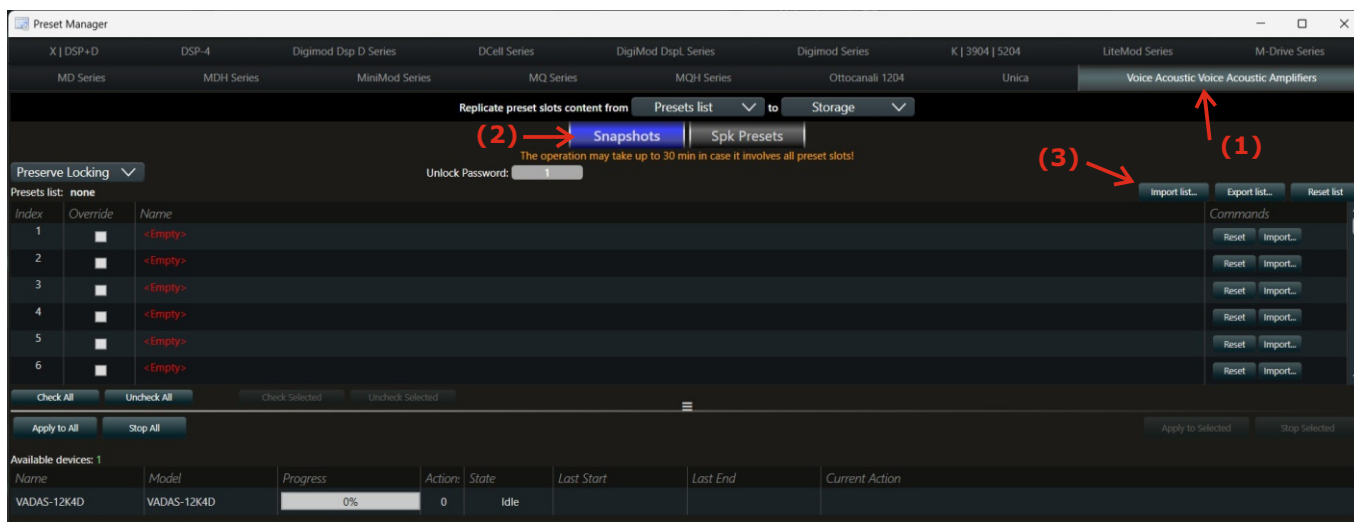 Preset Manager
X | DSP+D DSP-4 Digimod Dsp D Series DCell Series DigiMod DspL Series Digimod Series K | 3904 | 5204 LiteMod Series M-Drive Series
MD Series MDH Series MiniMod Series MQ Series MQH Series Ottocanali 1204 Unica Voice Acoustic Voice Acoustic Amplifiers
Replicate preset slots content from Presets list to Storage
(2) Snapshots Spk Presets (1)
The operation may take up to 30 min in case it involves all preset slots!
(3)
Preserve Locking Unlock Password: 1
Presets list: none Import list... Export list... Reset list
Index Override Name Commands
1 <Empty> Reset Import...
2 <Empty> Reset Import...
3 <Empty> Reset Import...
4 <Empty> Reset Import...
5 <Empty> Reset Import...
6 <Empty> Reset Import...
Check All Uncheck All Check Selected Uncheck Selected
Apply to All Stop All Apply to Selected Stop Selected
Available devices: 1
Name Model Progress Action: State Last Start Last End Current Action
VADAS-12K4D VADAS-12K4D 0% 0 Idle